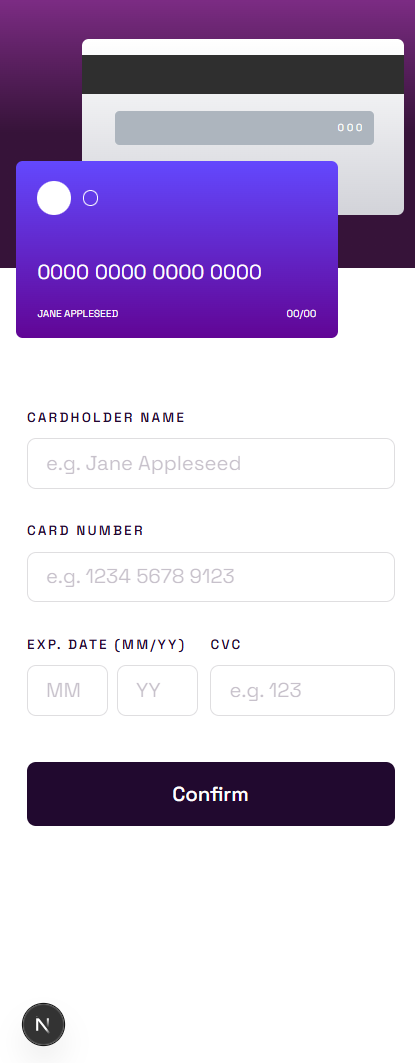 000
0000 0000 0000 0000
JANE APPLESEED 00/00
CARDHOLDER NAME
e.g. Jane Appleseed
CARD NUMBER
e.g. 1234 5678 9123
EXP. DATE (MM/YY) CVC
MM YY e.g. 123
Confirm
N